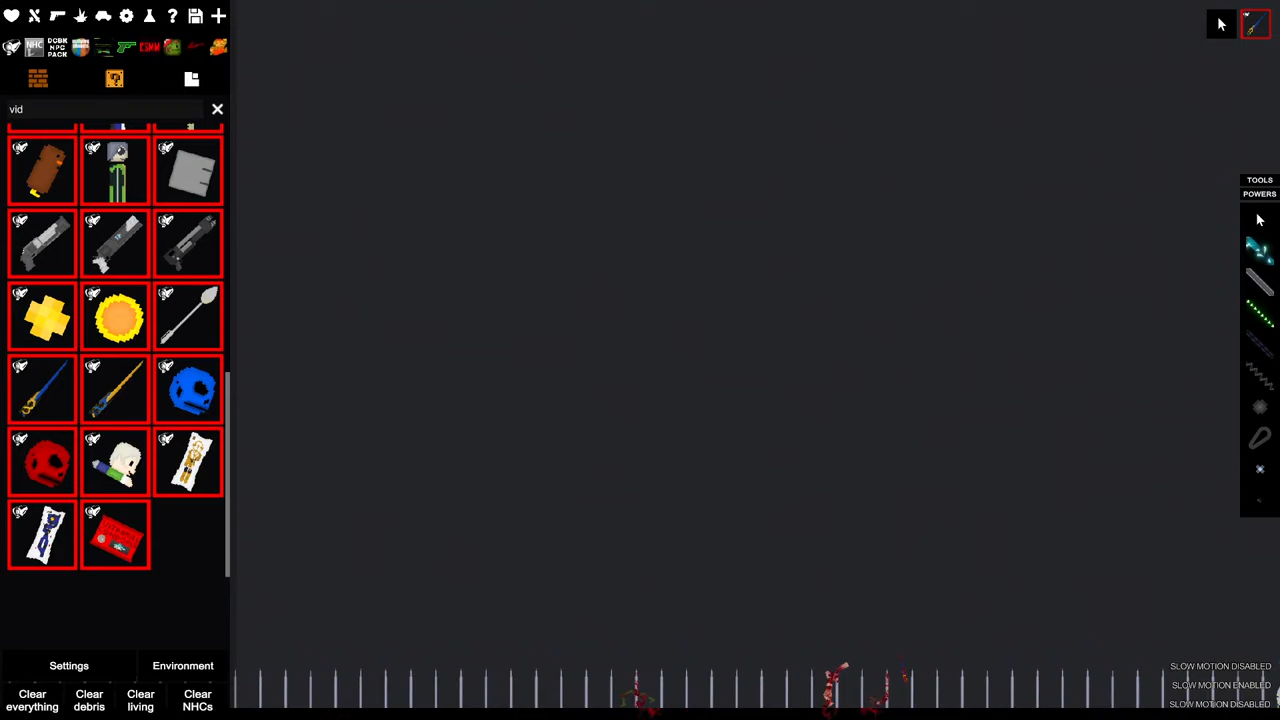 NHC
DCBK
NPC
PACK
vid
TOOLS
POWERS
Settings
Environment
Clear everything
Clear debris
Clear living
Clear NHCs
SLOW MOTION DISABLED
SLOW MOTION ENABLED
SLOW MOTION DISABLED